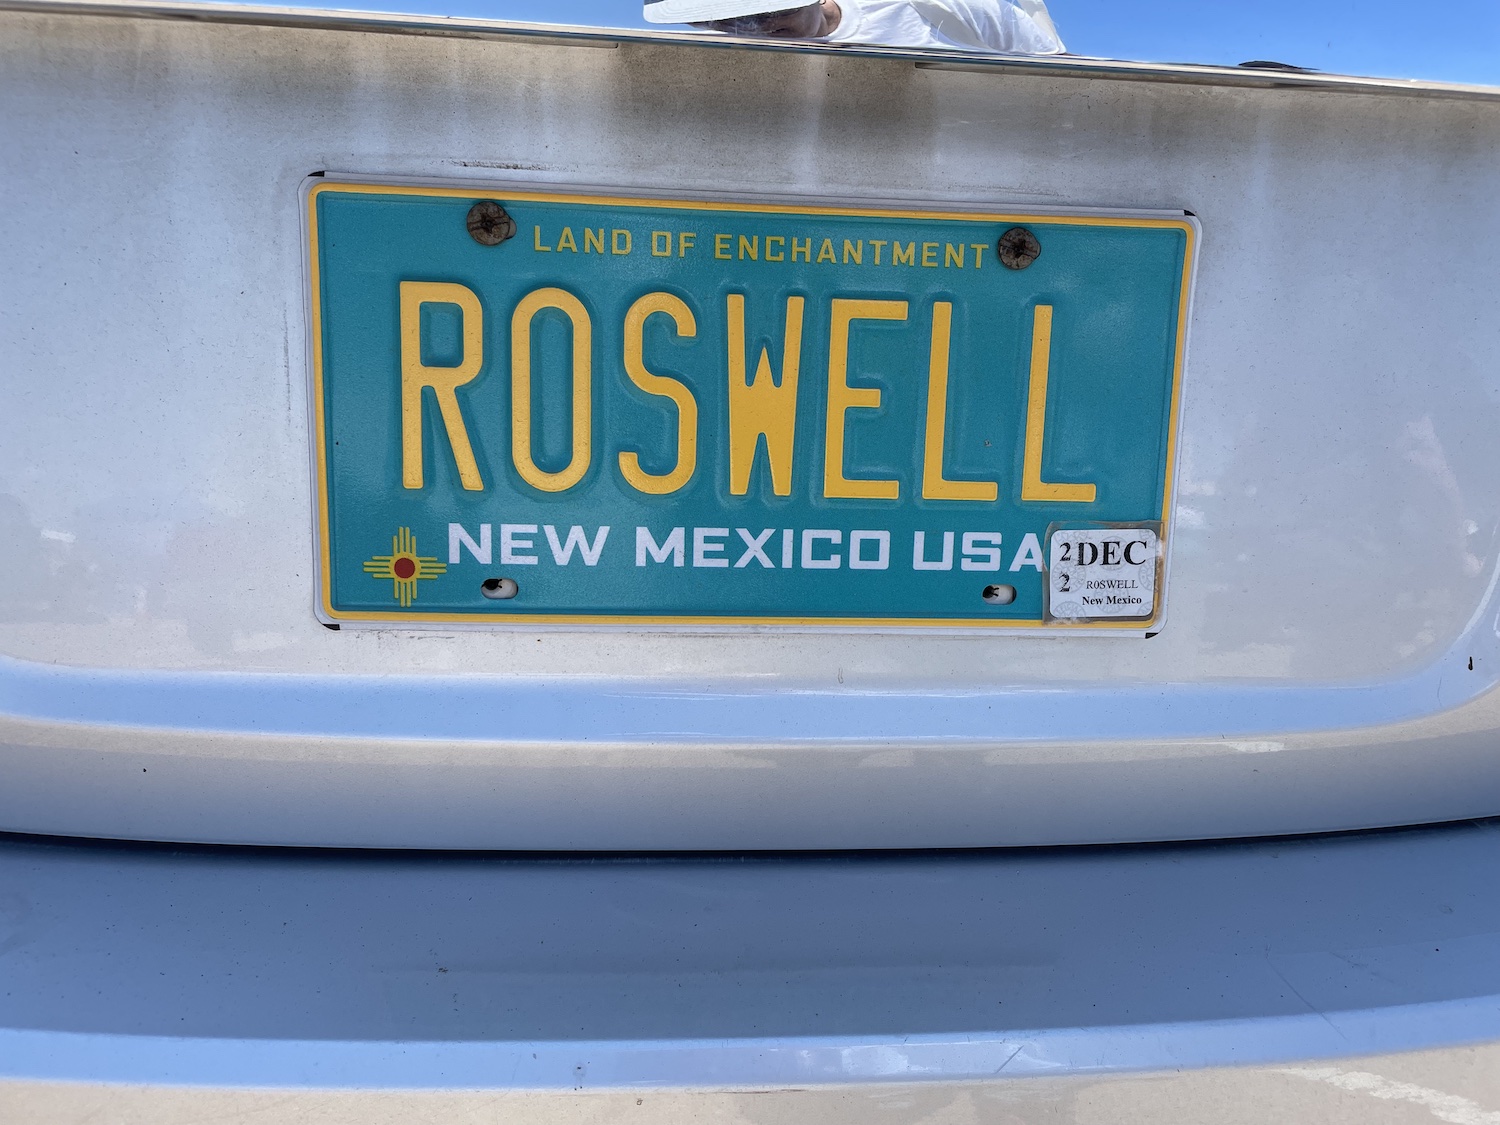 LAND OF ENCHANTMENT
ROSWELL
NEW MEXICO USA
2 DEC
2 ROSWELL
New Mexico